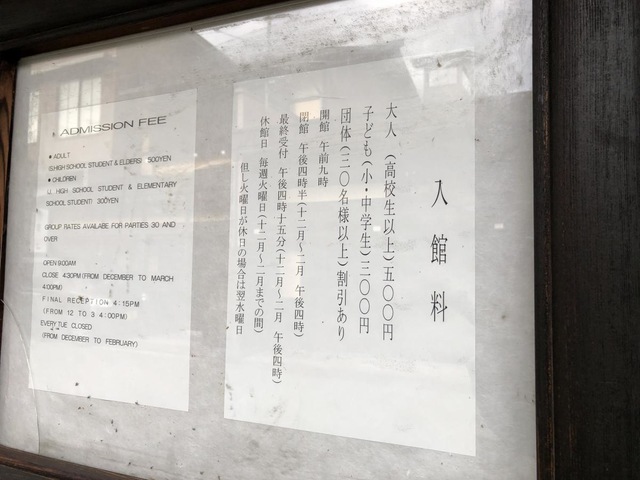 ADMISSION FEE
● ADULT
(S.HIGH SCHOOL STUDENT & ELDERS) 500YEN
● CHILDREN
(J. HIGH SCHOOL STUDENT & ELEMENTARY
SCHOOL STUDENT) 300YEN
GROUP RATES AVAILABE FOR PARTIES 30 AND
OVER
OPEN 9:00AM
CLOSE 4:30PM (FROM DECEMBER TO MARCH
4:00PM)
FINAL RECEPTION 4:15PM
(FROM 12 TO 3 4:00PM)
EVERY TUE CLOSED
(FROM DECEMBER TO FEBRUARY)
入館料
大人(高校生以上)五〇〇円
子ども(小・中学生)三〇〇円
団体(三〇名様以上)割引あり
開館 午前九時
閉館 午後四時半(十二月〜二月 午後四時)
最終受付 午後四時十五分(十二月〜二月 午後四時)
休館日 毎週火曜日(十二月〜二月までの間)
但し火曜日が休日の場合は翌水曜日